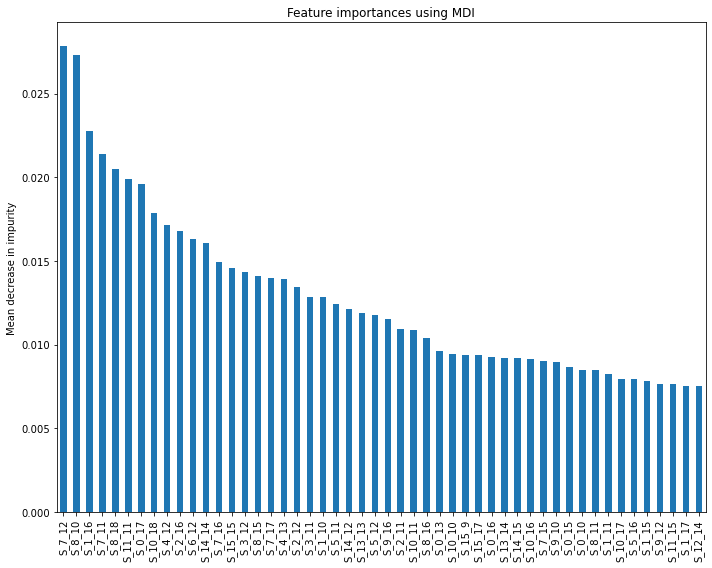 Feature importances using MDI
Mean decrease in impurity
0.025
0.020
0.015
0.010
0.005
0.000
S_7_12
S_8_10
S_1_16
S_7_11
S_8_18
S_11_11
S_0_17
S_10_18
S_4_12
S_2_16
S_6_12
S_14_14
S_7_16
S_15_15
S_3_12
S_8_15
S_7_17
S_4_13
S_2_12
S_3_11
S_1_10
S_5_11
S_14_12
S_13_13
S_5_12
S_9_16
S_2_11
S_10_11
S_8_16
S_0_13
S_10_10
S_15_9
S_15_17
S_0_16
S_13_14
S_14_15
S_10_16
S_7_15
S_9_10
S_0_15
S_0_10
S_8_11
S_1_11
S_10_17
S_5_16
S_1_15
S_9_12
S_11_15
S_1_17
S_12_14